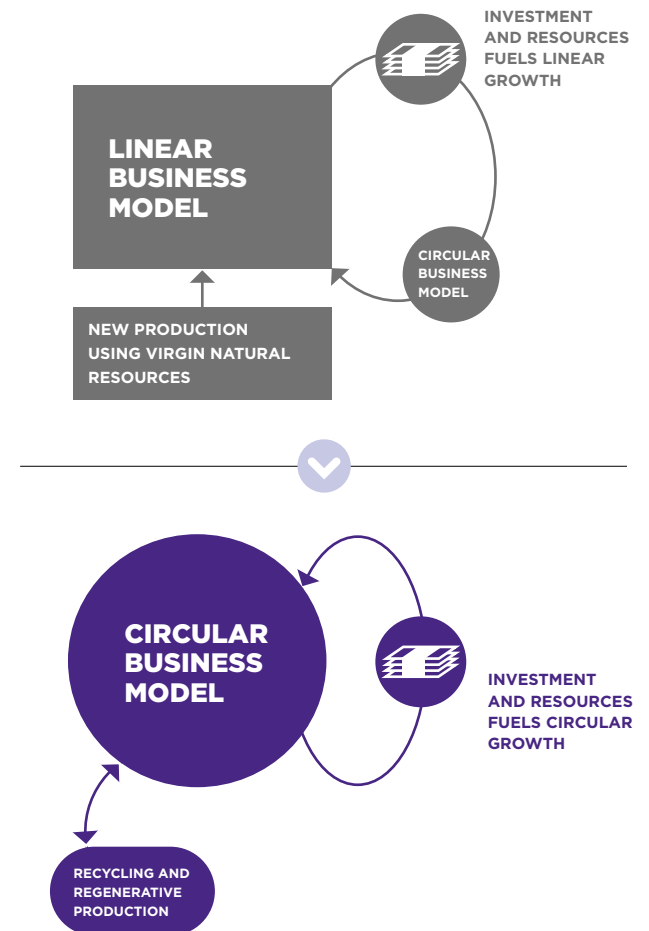 INVESTMENT
AND RESOURCES
FUELS LINEAR
GROWTH
LINEAR
BUSINESS
MODEL
CIRCULAR
BUSINESS
MODEL
NEW PRODUCTION
USING VIRGIN NATURAL
RESOURCES
CIRCULAR
BUSINESS
MODEL
INVESTMENT
AND RESOURCES
FUELS CIRCULAR
GROWTH
RECYCLING AND
REGENERATIVE
PRODUCTION